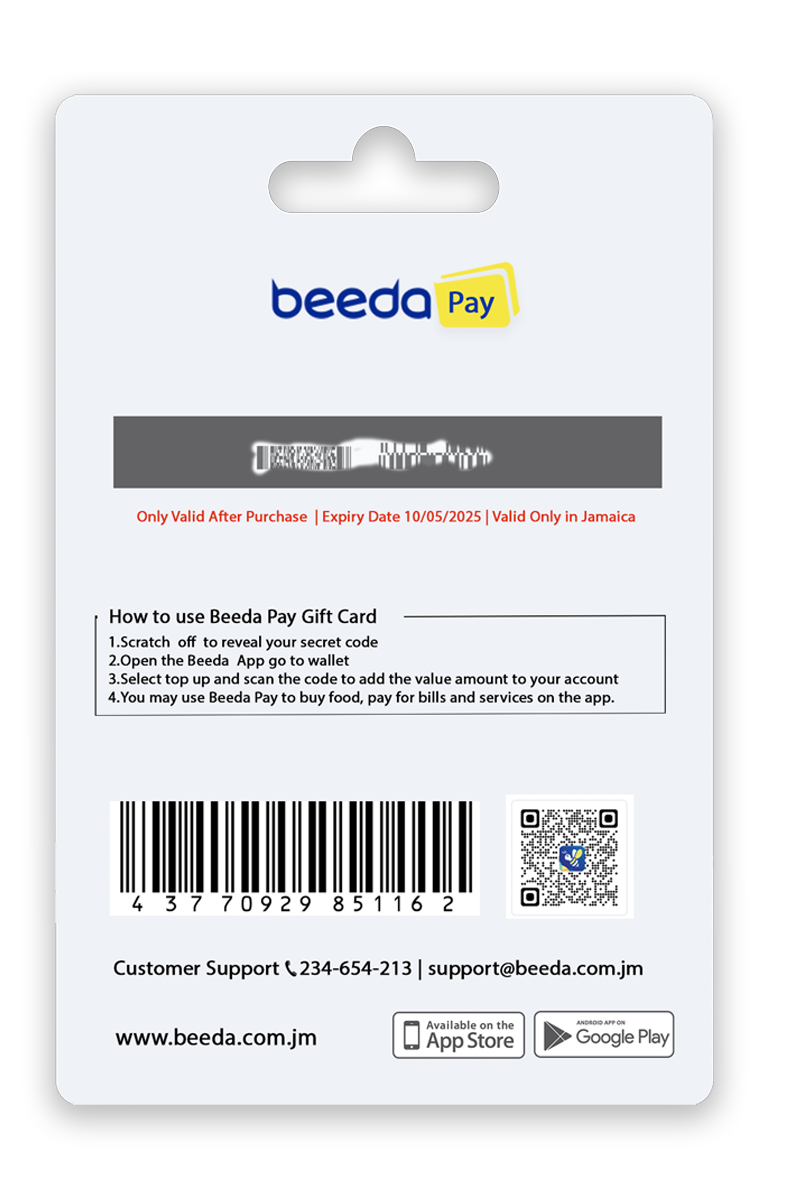 beeda Pay
Only Valid After Purchase | Expiry Date 10/05/2025 | Valid Only in Jamaica
How to use Beeda Pay Gift Card
1.Scratch off to reveal your secret code
2.Open the Beeda App go to wallet
3.Select top up and scan the code to add the value amount to your account
4.You may use Beeda Pay to buy food, pay for bills and services on the app.
4 37 70929 85116 2
Customer Support 234-654-213 | support@beeda.com.jm
www.beeda.com.jm
Available on the
App Store
ANDROID APP ON
Google Play